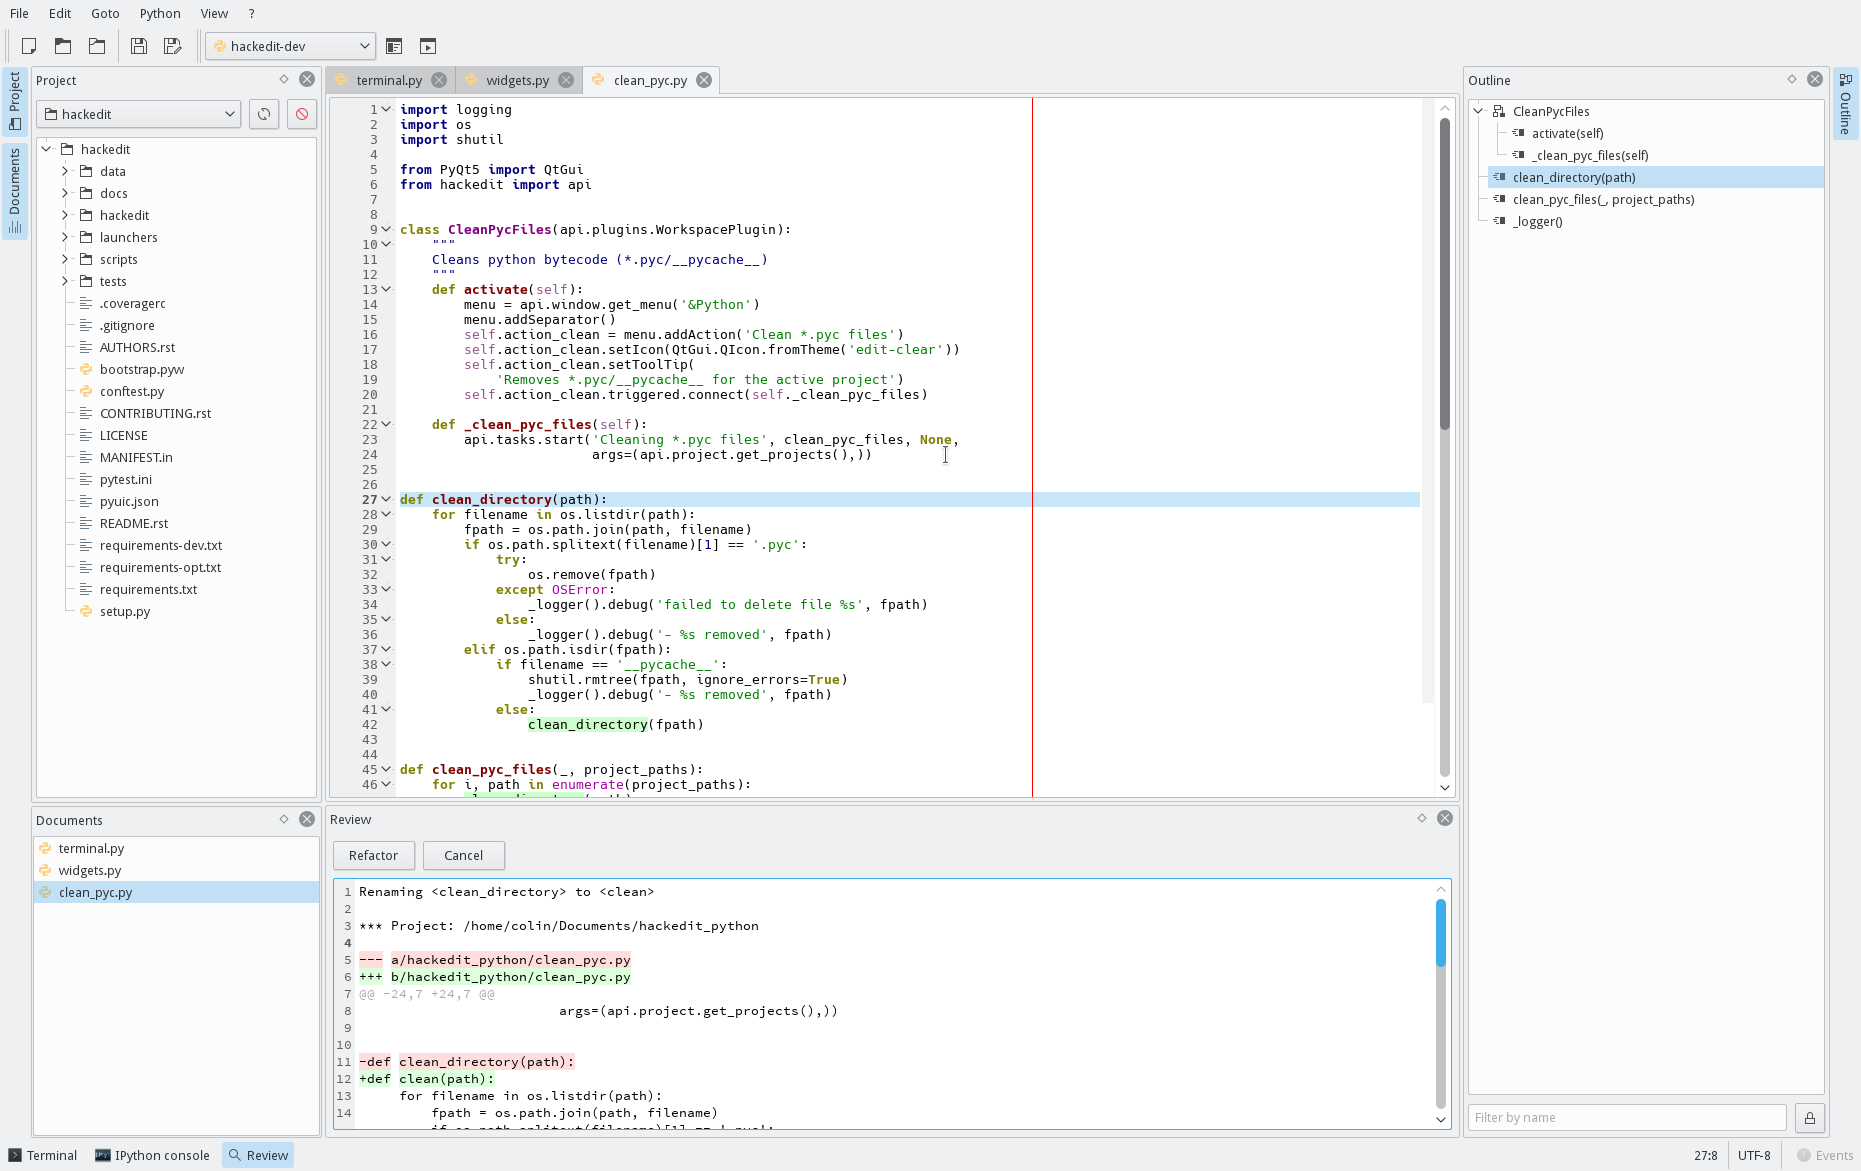 File Edit Goto Python View ?
hackedit-dev
Project
Documents
Project
hackedit
hackedit
data
docs
hackedit
launchers
scripts
tests
.coveragerc
.gitignore
AUTHORS.rst
bootstrap.pyw
conftest.py
CONTRIBUTING.rst
LICENSE
MANIFEST.in
pytest.ini
pyuic.json
README.rst
requirements-dev.txt
requirements-opt.txt
requirements.txt
setup.py
Documents
terminal.py
widgets.py
clean_pyc.py
terminal.py widgets.py clean_pyc.py
1 import logging
2 import os
3 import shutil
4
5 from PyQt5 import QtGui
6 from hackedit import api
7
8
9 class CleanPycFiles(api.plugins.WorkspacePlugin):
10     """
11     Cleans python bytecode (*.pyc/__pycache__)
12     """
13     def activate(self):
14         menu = api.window.get_menu('&Python')
15         menu.addSeparator()
16         self.action_clean = menu.addAction('Clean *.pyc files')
17         self.action_clean.setIcon(QtGui.QIcon.fromTheme('edit-clear'))
18         self.action_clean.setToolTip(
19             'Removes *.pyc/__pycache__ for the active project')
20         self.action_clean.triggered.connect(self._clean_pyc_files)
21
22     def _clean_pyc_files(self):
23         api.tasks.start('Cleaning *.pyc files', clean_pyc_files, None,
24                         args=(api.project.get_projects(),))
25
26
27 def clean_directory(path):
28     for filename in os.listdir(path):
29         fpath = os.path.join(path, filename)
30         if os.path.splitext(filename)[1] == '.pyc':
31             try:
32                 os.remove(fpath)
33             except OSError:
34                 _logger().debug('failed to delete file %s', fpath)
35             else:
36                 _logger().debug('- %s removed', fpath)
37         elif os.path.isdir(fpath):
38             if filename == '__pycache__':
39                 shutil.rmtree(fpath, ignore_errors=True)
40                 _logger().debug('- %s removed', fpath)
41             else:
42                 clean_directory(fpath)
43
44
45 def clean_pyc_files(_, project_paths):
46     for i, path in enumerate(project_paths):
Review
Refactor Cancel
1 Renaming <clean_directory> to <clean>
2
3 *** Project: /home/colin/Documents/hackedit_python
4
5 --- a/hackedit_python/clean_pyc.py
6 +++ b/hackedit_python/clean_pyc.py
7 @@ -24,7 +24,7 @@
8                          args=(api.project.get_projects(),))
9
10
11 -def clean_directory(path):
12 +def clean(path):
13      for filename in os.listdir(path):
14          fpath = os.path.join(path, filename)
Outline
CleanPycFiles
activate(self)
_clean_pyc_files(self)
clean_directory(path)
clean_pyc_files(_, project_paths)
_logger()
Filter by name
Outline
Terminal IPython console Review 27:8 UTF-8 Events